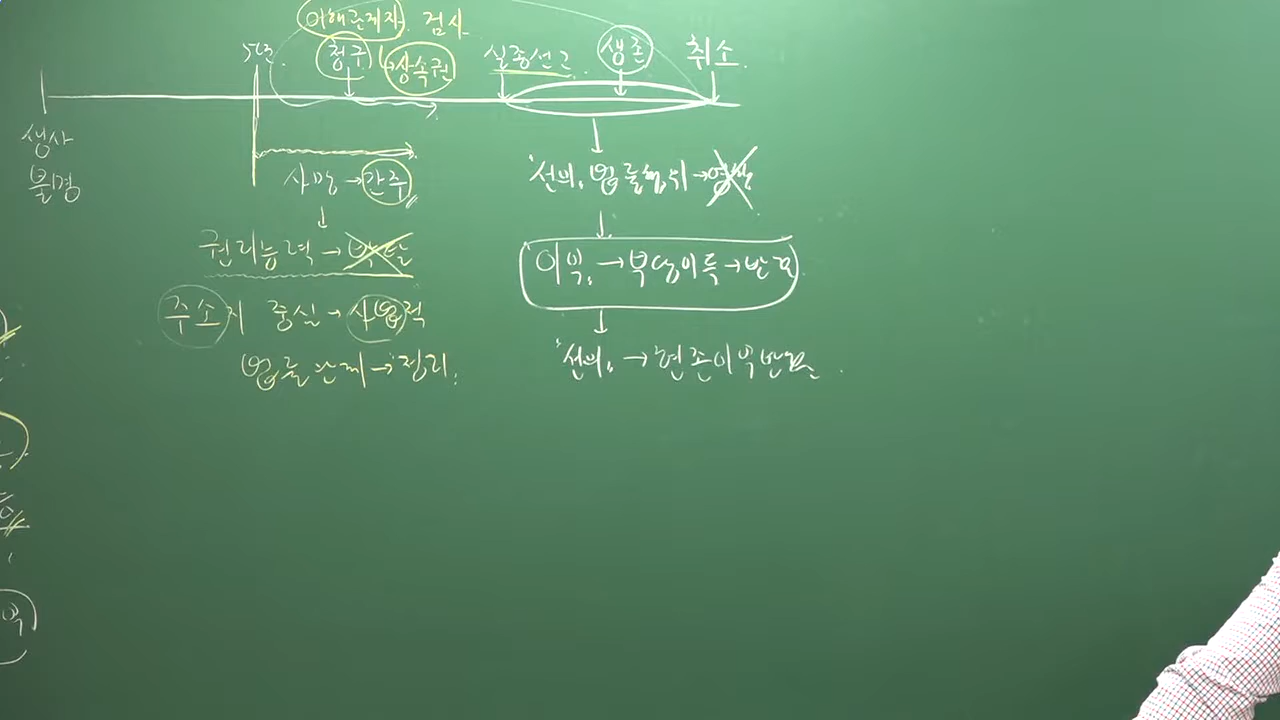 이해관계자 검사
5년 청구 →상속권 실종선고 생존 취소
생사
불명
사망→간주
"선의" 법률행위→
권리능력→박탈
"이익"→부당이득→반환
주소지 중심→사법적
법률관계→정리
"선의"→현존이익반환
익